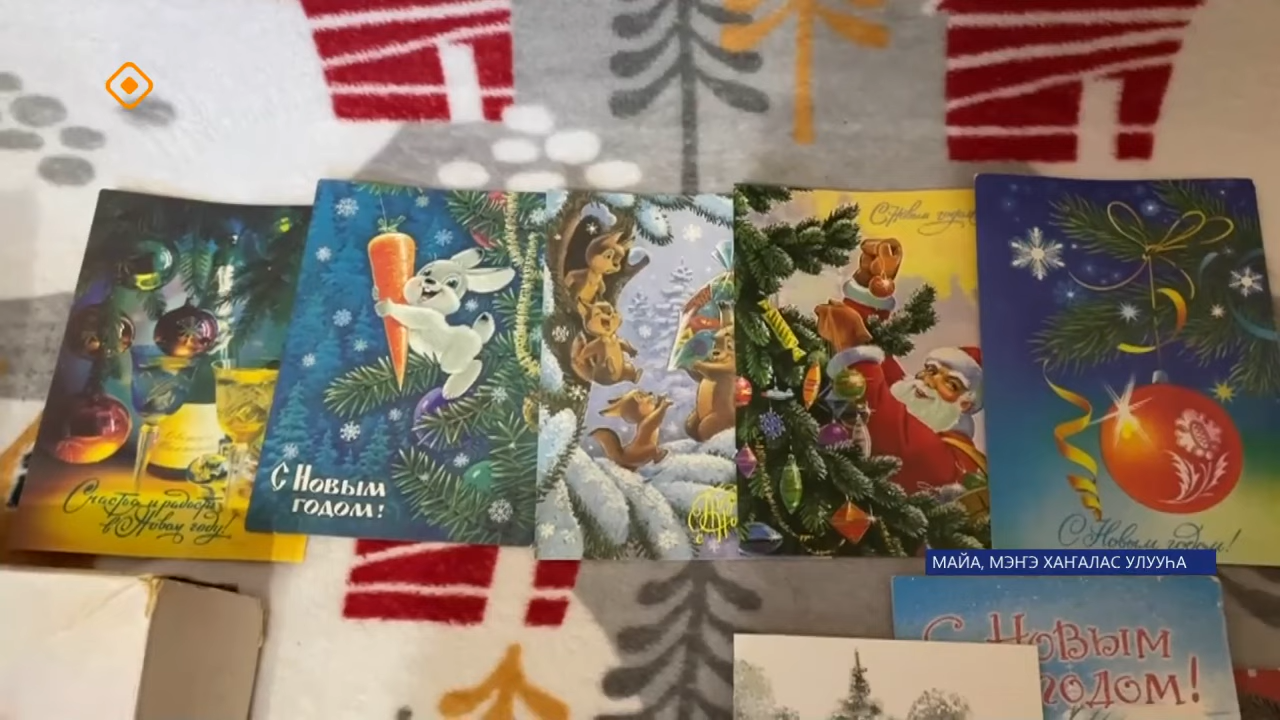 С Новым годом
Счастья и радости
в Новом году!
С Новым
годом!
С Новым годом!
МАЙА, МЭҤЭ ХАҤАЛАС УЛУУҺА
С Новым
годом!